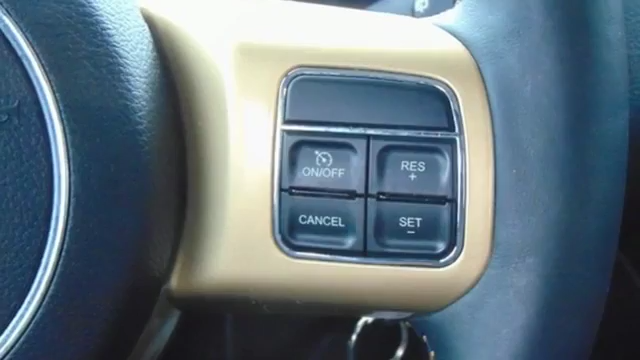 ON/OFF
RES
+
CANCEL
SET
–